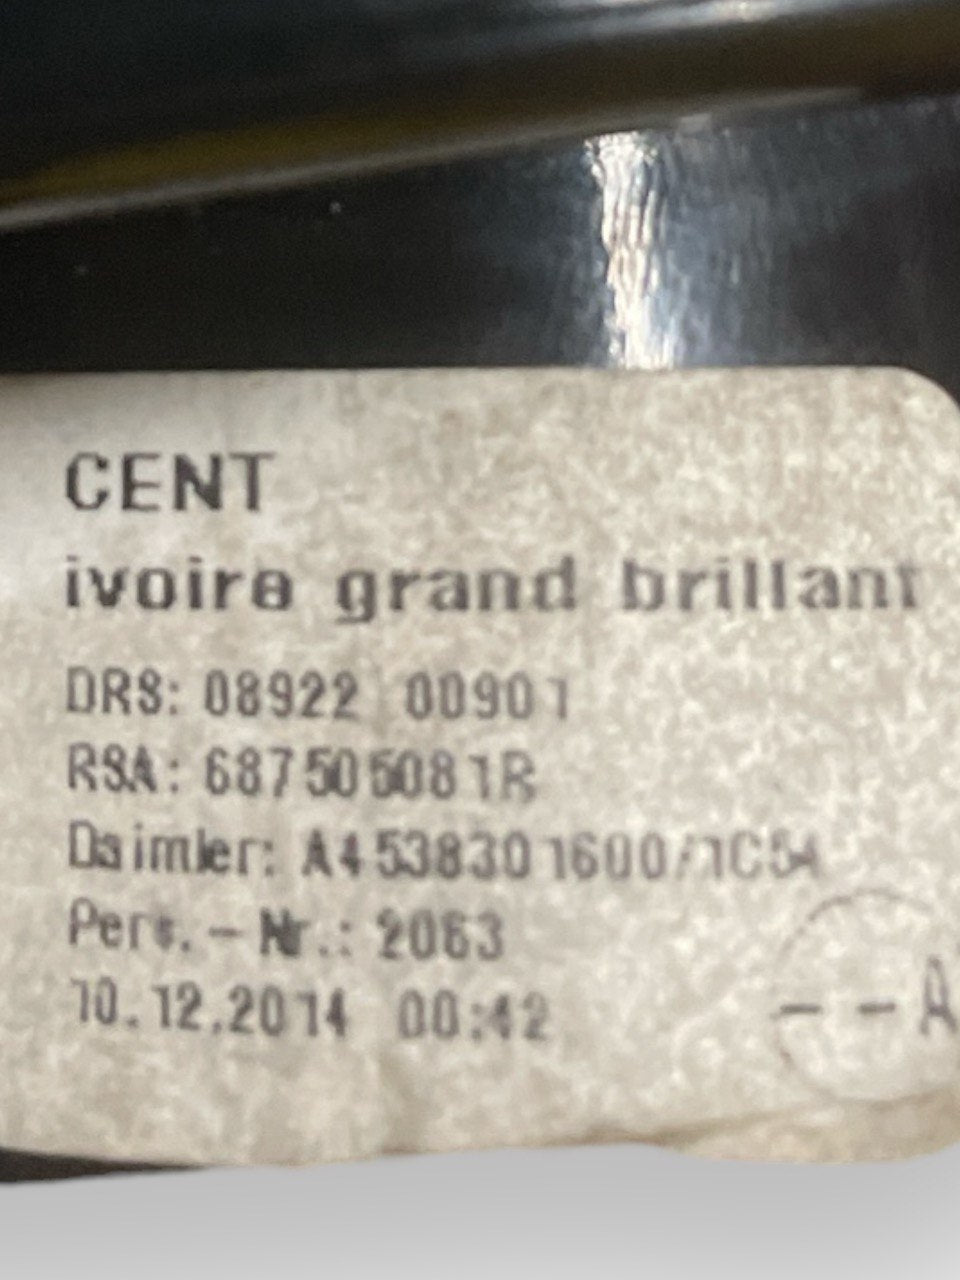 CENT
ivoire grand brillant
DRS: 08922 00901
RSA: 687505081R
Daimler: A4538301600/1C54
Pers.-Nr.: 2063
10.12.2014 00:42
--A